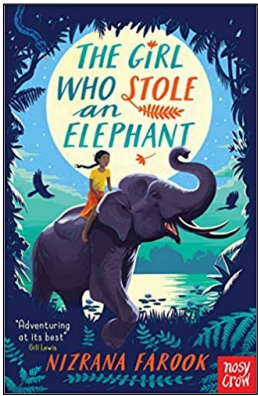 THE GiRL
WHO STOLE
an
ELEPHANT
"Adventuring
at its best"
Gill Lewis
NIZRANA FAROOK
nosy
crow